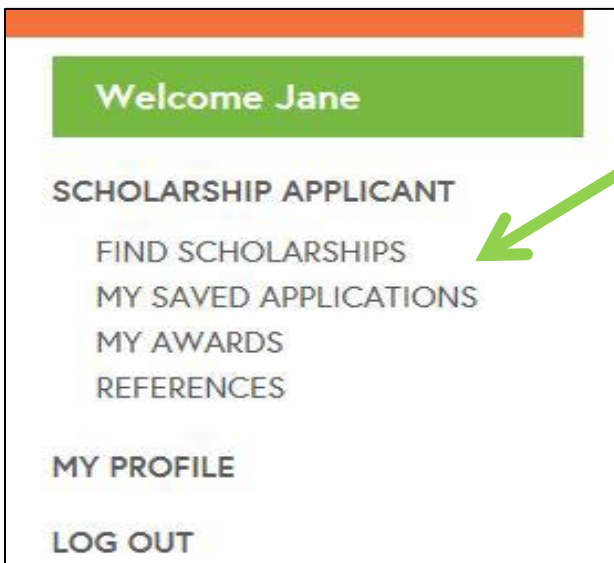 Welcome Jane
SCHOLARSHIP APPLICANT
FIND SCHOLARSHIPS
MY SAVED APPLICATIONS
MY AWARDS
REFERENCES
MY PROFILE
LOG OUT